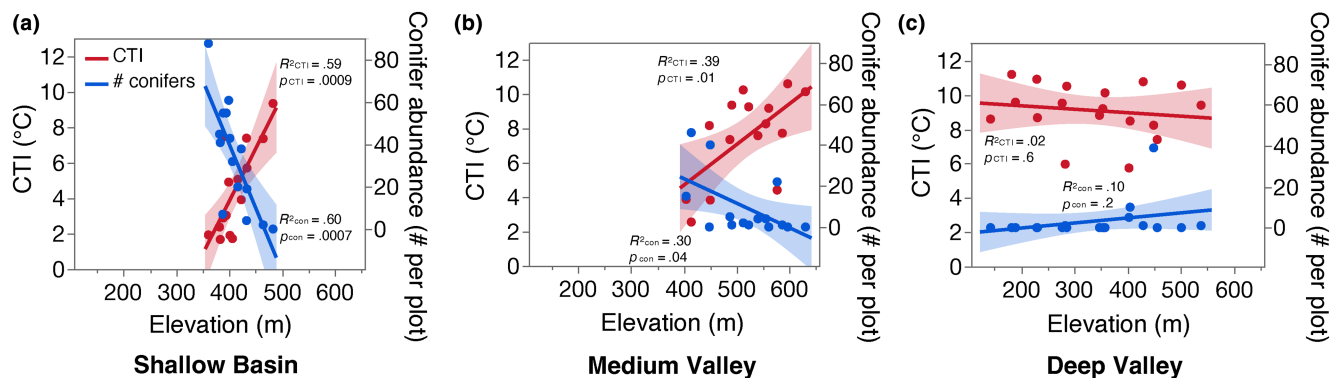 (a)
CTI
# conifers
R²CTI = .59
pCTI = .0009
R²con = .60
pcon = .0007
CTI (°C)
12
10
8
6
4
2
0
80
60
40
20
0
Conifer abundance (# per plot)
200 300 400 500 600
Elevation (m)
Shallow Basin
(b)
R²CTI = .39
pCTI = .01
R²con = .30
pcon = .04
CTI (°C)
12
10
8
6
4
2
0
80
60
40
20
0
Conifer abundance (# per plot)
200 300 400 500 600
Elevation (m)
Medium Valley
(c)
R²CTI = .02
pCTI = .6
R²con = .10
pcon = .2
CTI (°C)
12
10
8
6
4
2
0
80
60
40
20
0
Conifer abundance (# per plot)
200 300 400 500 600
Elevation (m)
Deep Valley